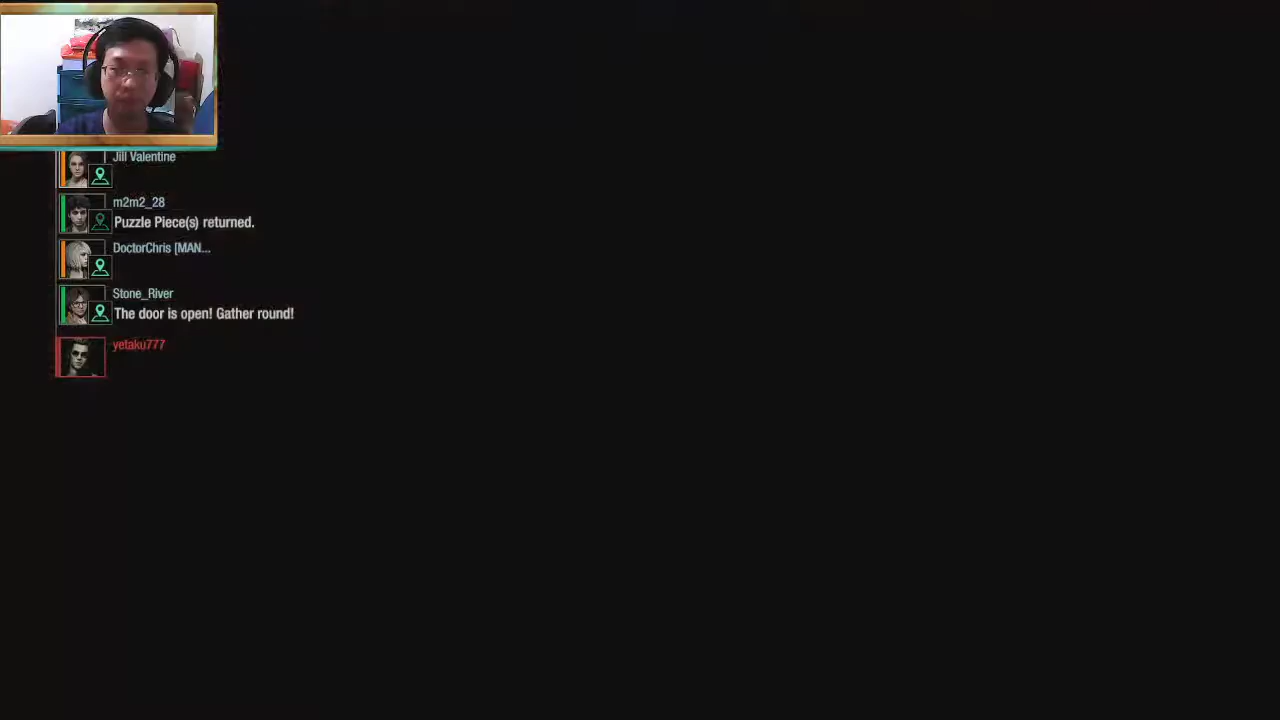 Jill Valentine
m2m2_28
Puzzle Piece(s) returned.
DoctorChris [MAN...
Stone_River
The door is open! Gather round!
yetaku777